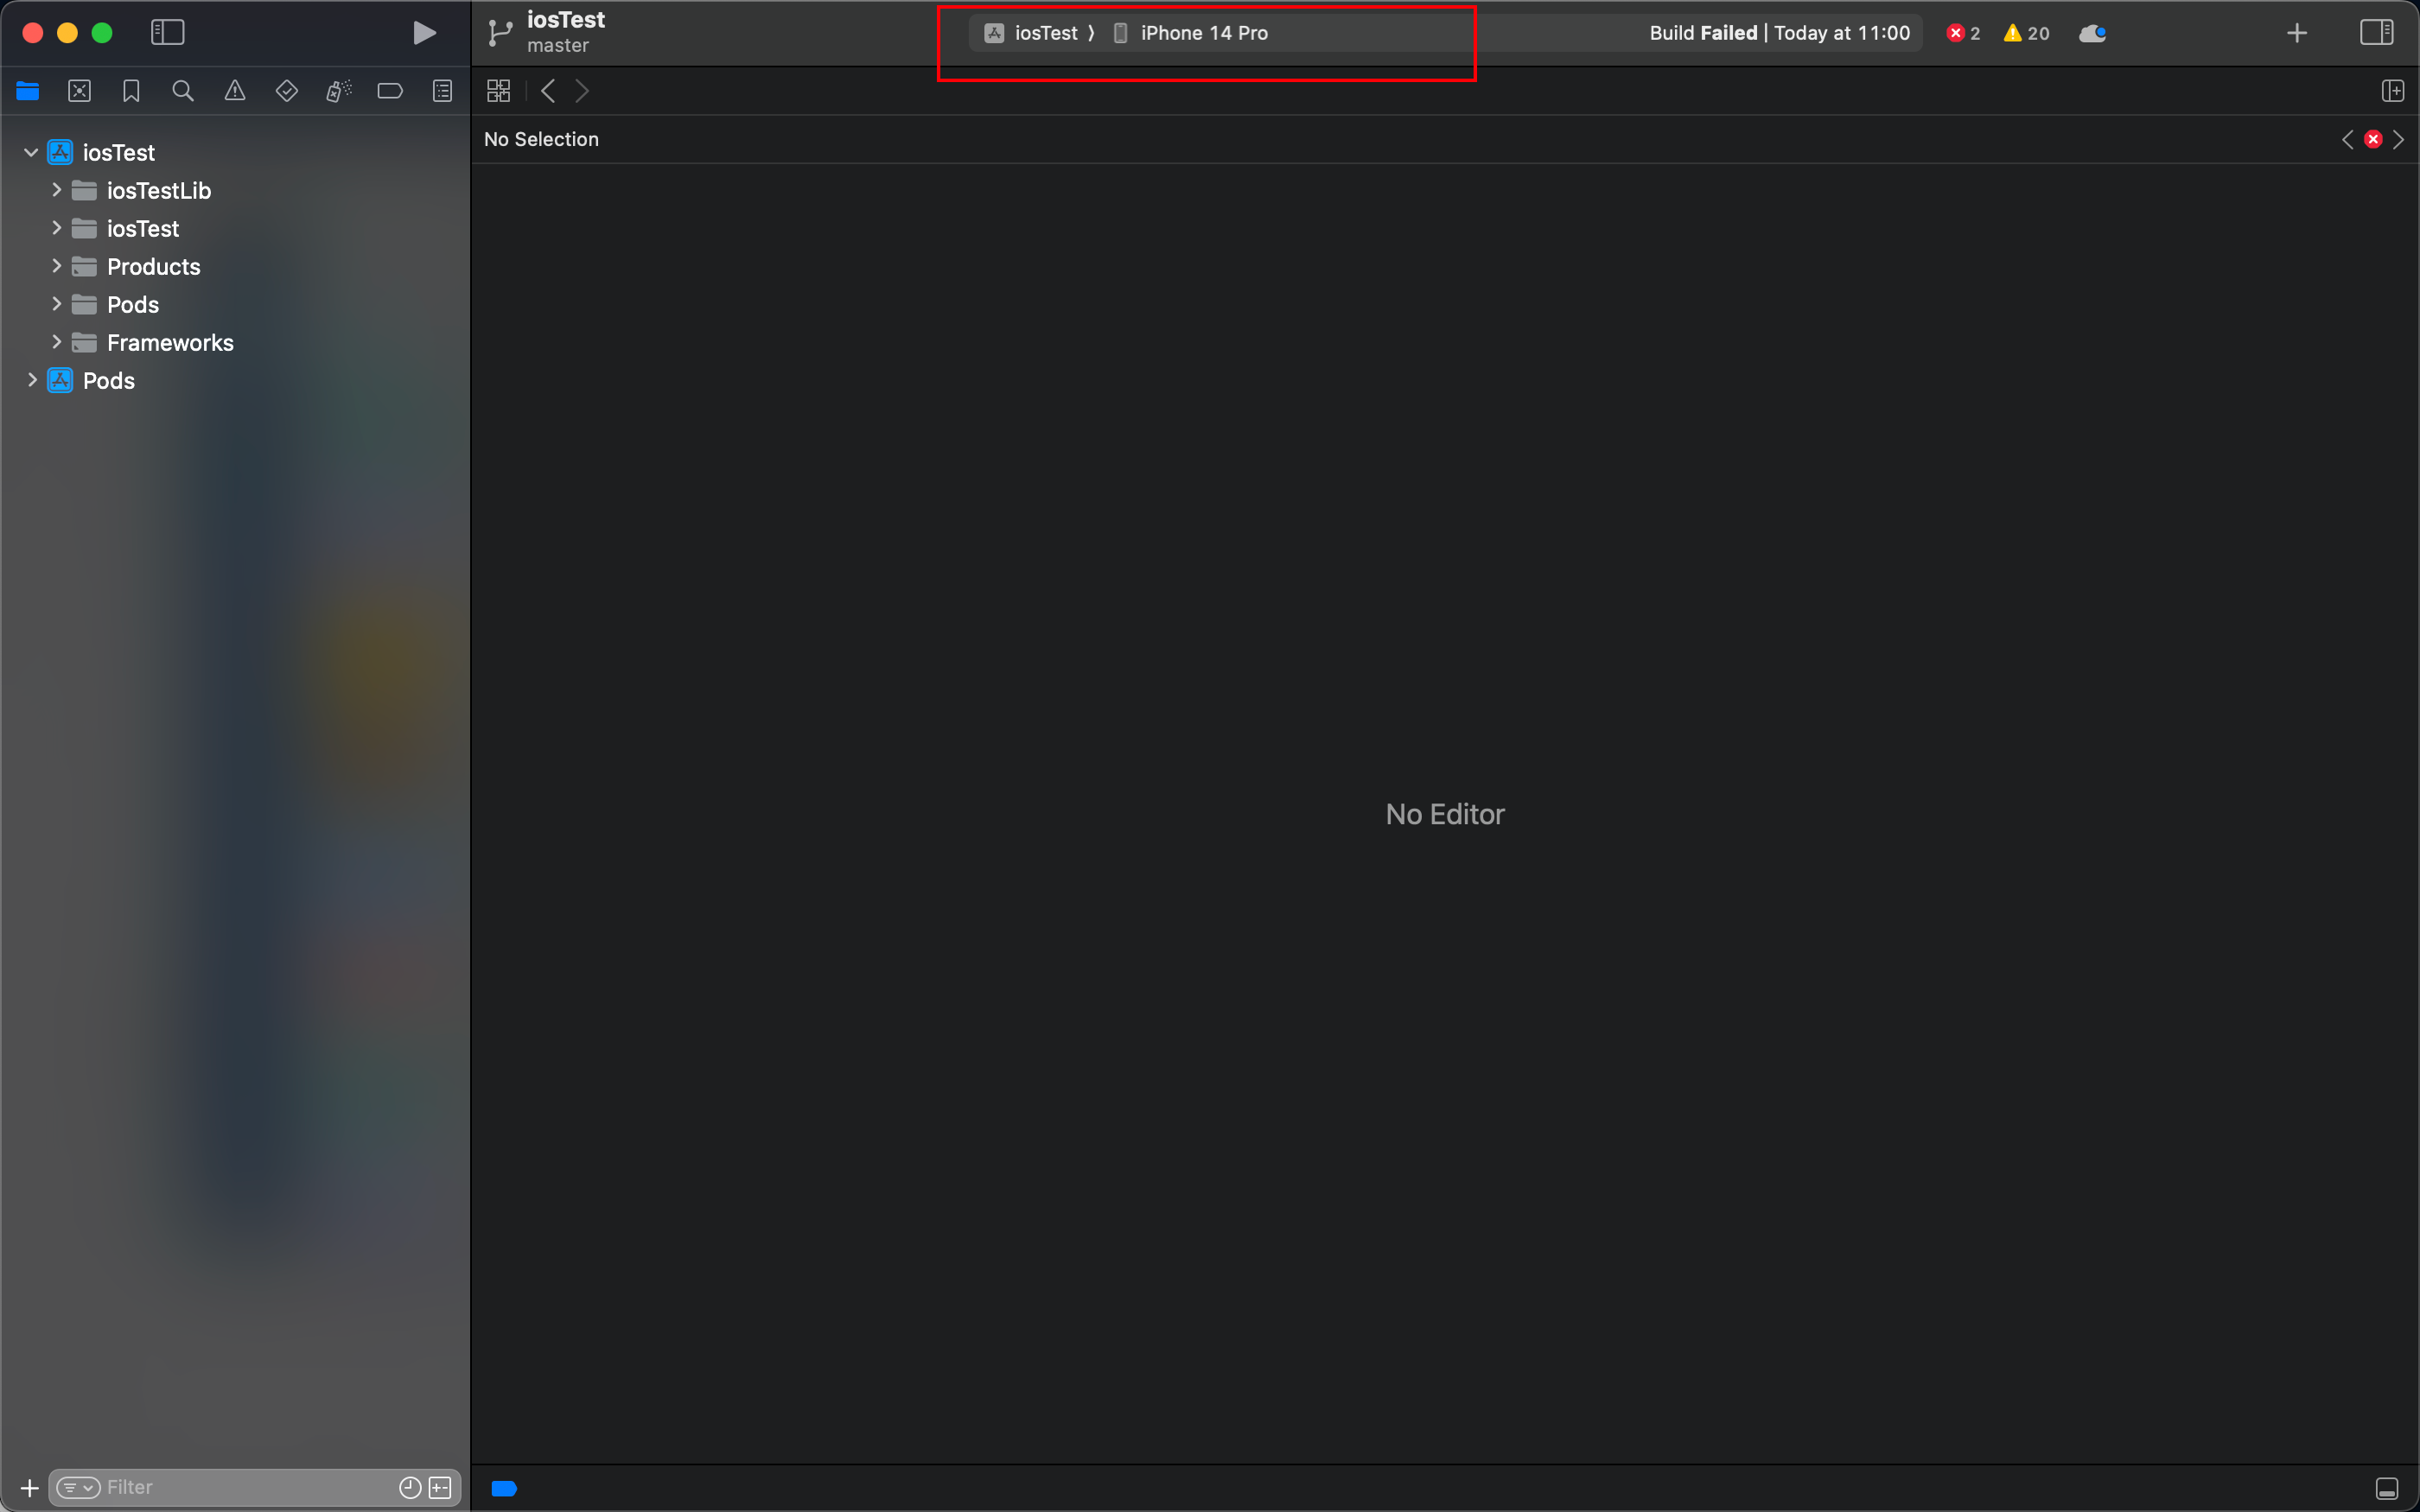 iosTest
master
iosTest
iPhone 14 Pro
Build Failed | Today at 11:00
2
20
No Selection
iosTest
iosTestLib
iosTest
Products
Pods
Frameworks
Pods
No Editor
Filter